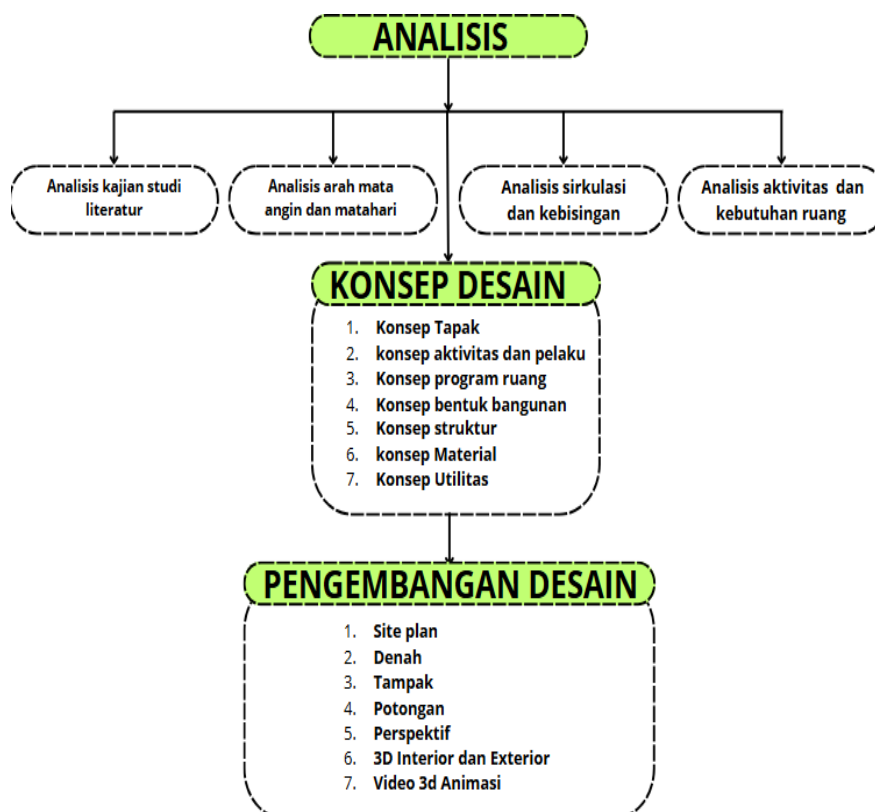 ANALISIS
Analisis kajian studi
literatur
Analisis arah mata
angin dan matahari
Analisis sirkulasi
dan kebisingan
Analisis aktivitas dan
kebutuhan ruang
KONSEP DESAIN
1. Konsep Tapak
2. konsep aktivitas dan pelaku
3. Konsep program ruang
4. Konsep bentuk bangunan
5. Konsep struktur
6. konsep Material
7. Konsep Utilitas
PENGEMBANGAN DESAIN
1. Site plan
2. Denah
3. Tampak
4. Potongan
5. Perspektif
6. 3D Interior dan Exterior
7. Video 3d Animasi